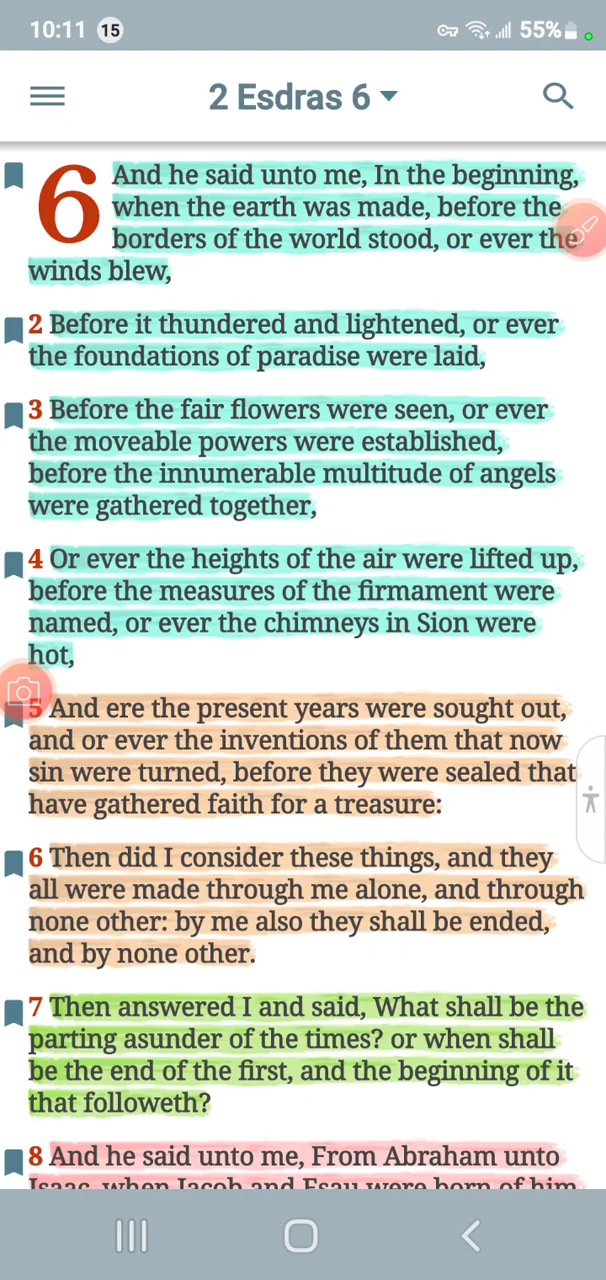 10:11 15 55%
2 Esdras 6
6 And he said unto me, In the beginning,
when the earth was made, before the
borders of the world stood, or ever the
winds blew,
2 Before it thundered and lightened, or ever
the foundations of paradise were laid,
3 Before the fair flowers were seen, or ever
the moveable powers were established,
before the innumerable multitude of angels
were gathered together,
4 Or ever the heights of the air were lifted up,
before the measures of the firmament were
named, or ever the chimneys in Sion were
hot,
5 And ere the present years were sought out,
and or ever the inventions of them that now
sin were turned, before they were sealed that
have gathered faith for a treasure:
6 Then did I consider these things, and they
all were made through me alone, and through
none other: by me also they shall be ended,
and by none other.
7 Then answered I and said, What shall be the
parting asunder of the times? or when shall
be the end of the first, and the beginning of it
that followeth?
8 And he said unto me, From Abraham unto
Isaac, when Jacob and Esau were born of him